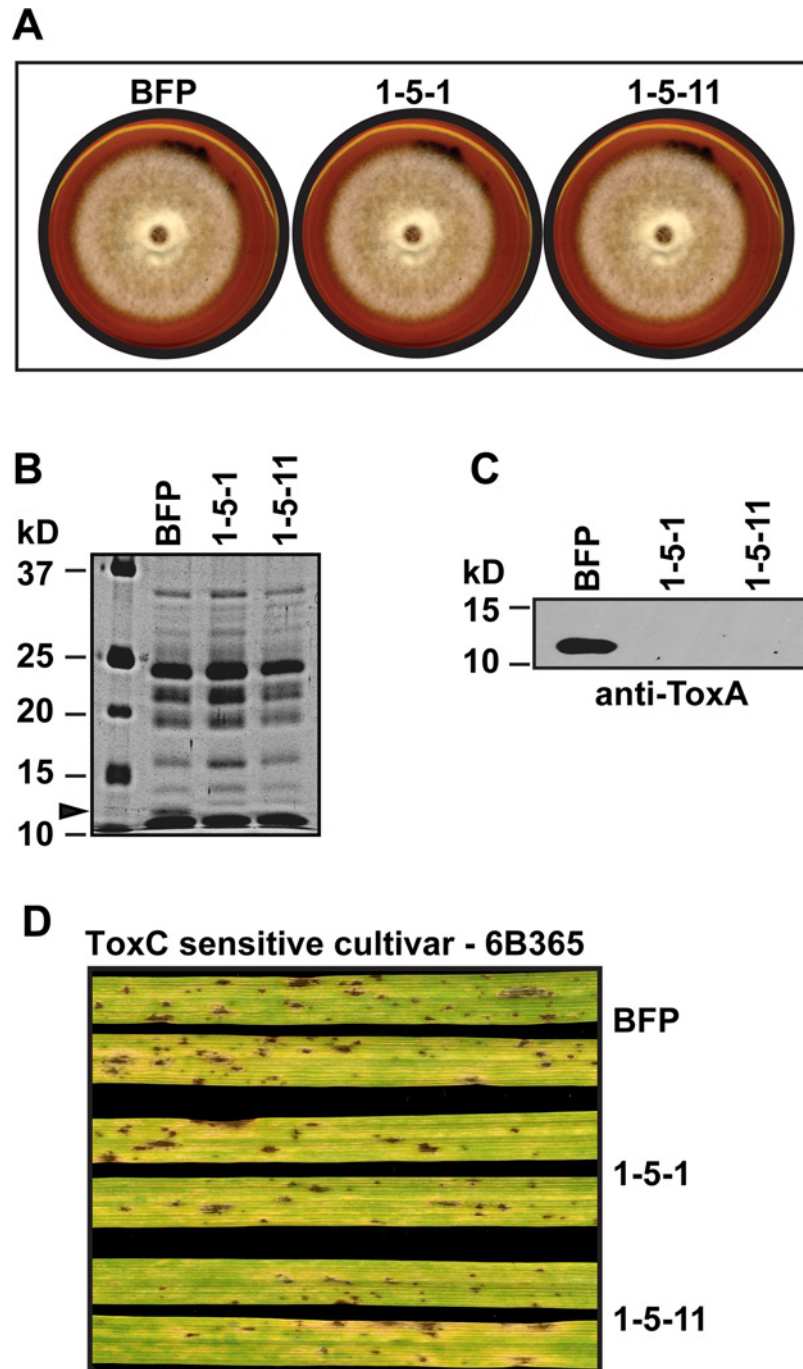 A
BFP 1-5-1 1-5-11
B
kD
BFP
1-5-1
1-5-11
37
25
20
15
10
C
kD
BFP
1-5-1
1-5-11
15
10
anti-ToxA
D
ToxC sensitive cultivar - 6B365
BFP
1-5-1
1-5-11